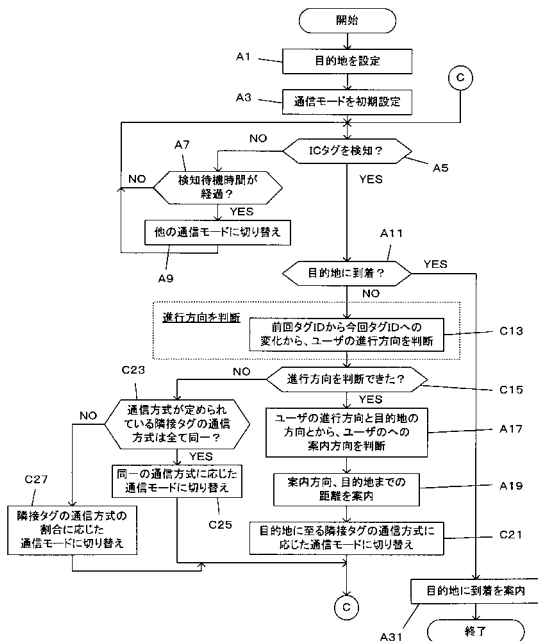 開始
A1
目的地を設定
A3
通信モードを初期設定
C
NO
ICタグを検知？
A5
A7
NO
検知待機時間が
経過？
YES
YES
他の通信モードに切り替え
A9
A11
目的地に到着？
YES
NO
進行方向を判断
前回タグIDから今回タグIDへの
変化から、ユーザの進行方向を判断
C13
NO
進行方向を判断できた？
C15
C23
YES
NO
通信方式が定められ
ている隣接タグの通信
方式は全て同一？
ユーザの進行方向と目的地の
方向とから、ユーザのへの
案内方向を判断
A17
YES
C27
同一の通信方式に応じた
通信モードに切り替え
案内方向、目的地までの
距離を案内
A19
隣接タグの通信方式の
割合に応じた
通信モードに切り替え
C25
目的地に至る隣接タグの通信方式に
応じた通信モードに切り替え
C21
C
目的地に到着を案内
A31
終了